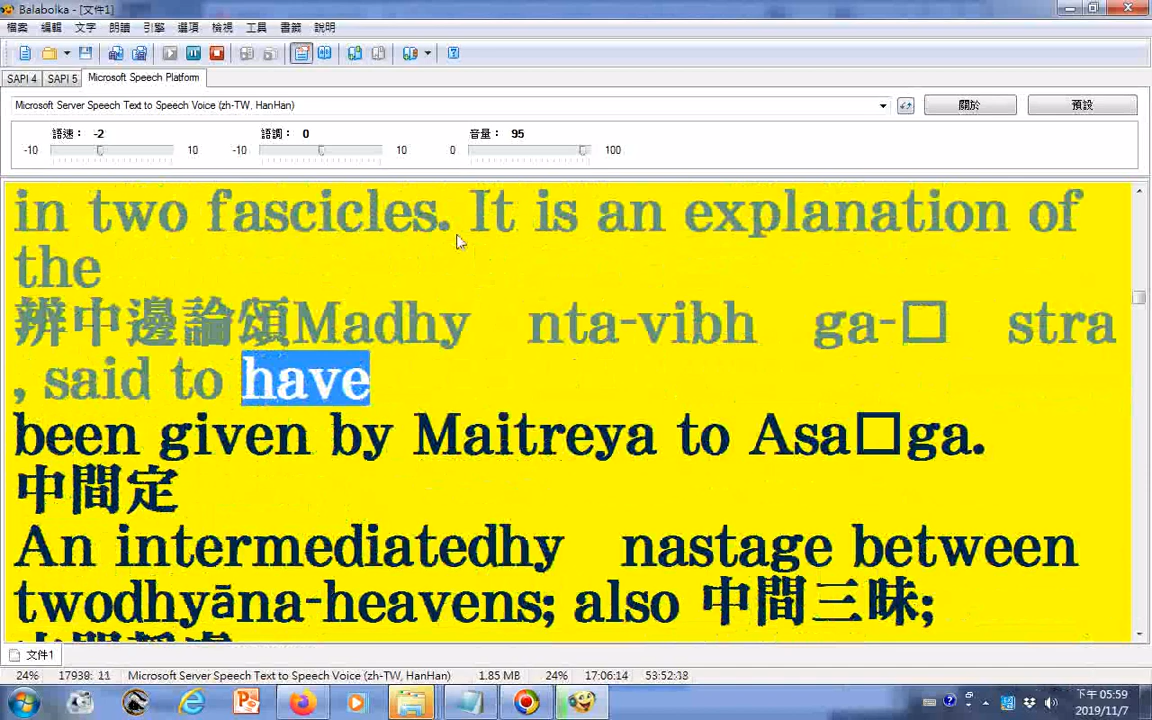 Balabolka - [文件1]
檔案 編輯 文字 朗讀 引擎 選項 檢視 工具 書籤 說明
SAPI 4 SAPI 5 Microsoft Speech Platform
Microsoft Server Speech Text to Speech Voice (zh-TW, HanHan) 關於 預設
語速： -2 語調： 0 音量： 95
-10 10 -10 10 0 100
in two fascicles. It is an explanation of
the
辨中邊論頌Madhy nta-vibh ga-□ stra
, said to have
been given by Maitreya to Asa□ga.
中間定
An intermediatedhy nastage between
twodhyāna-heavens; also 中間三昧;
文件1
24% 17938: 11 Microsoft Server Speech Text to Speech Voice (zh-TW, HanHan) 1.85 MB 24% 17:06:14 53:52:18
下午 05:59
2019/11/7